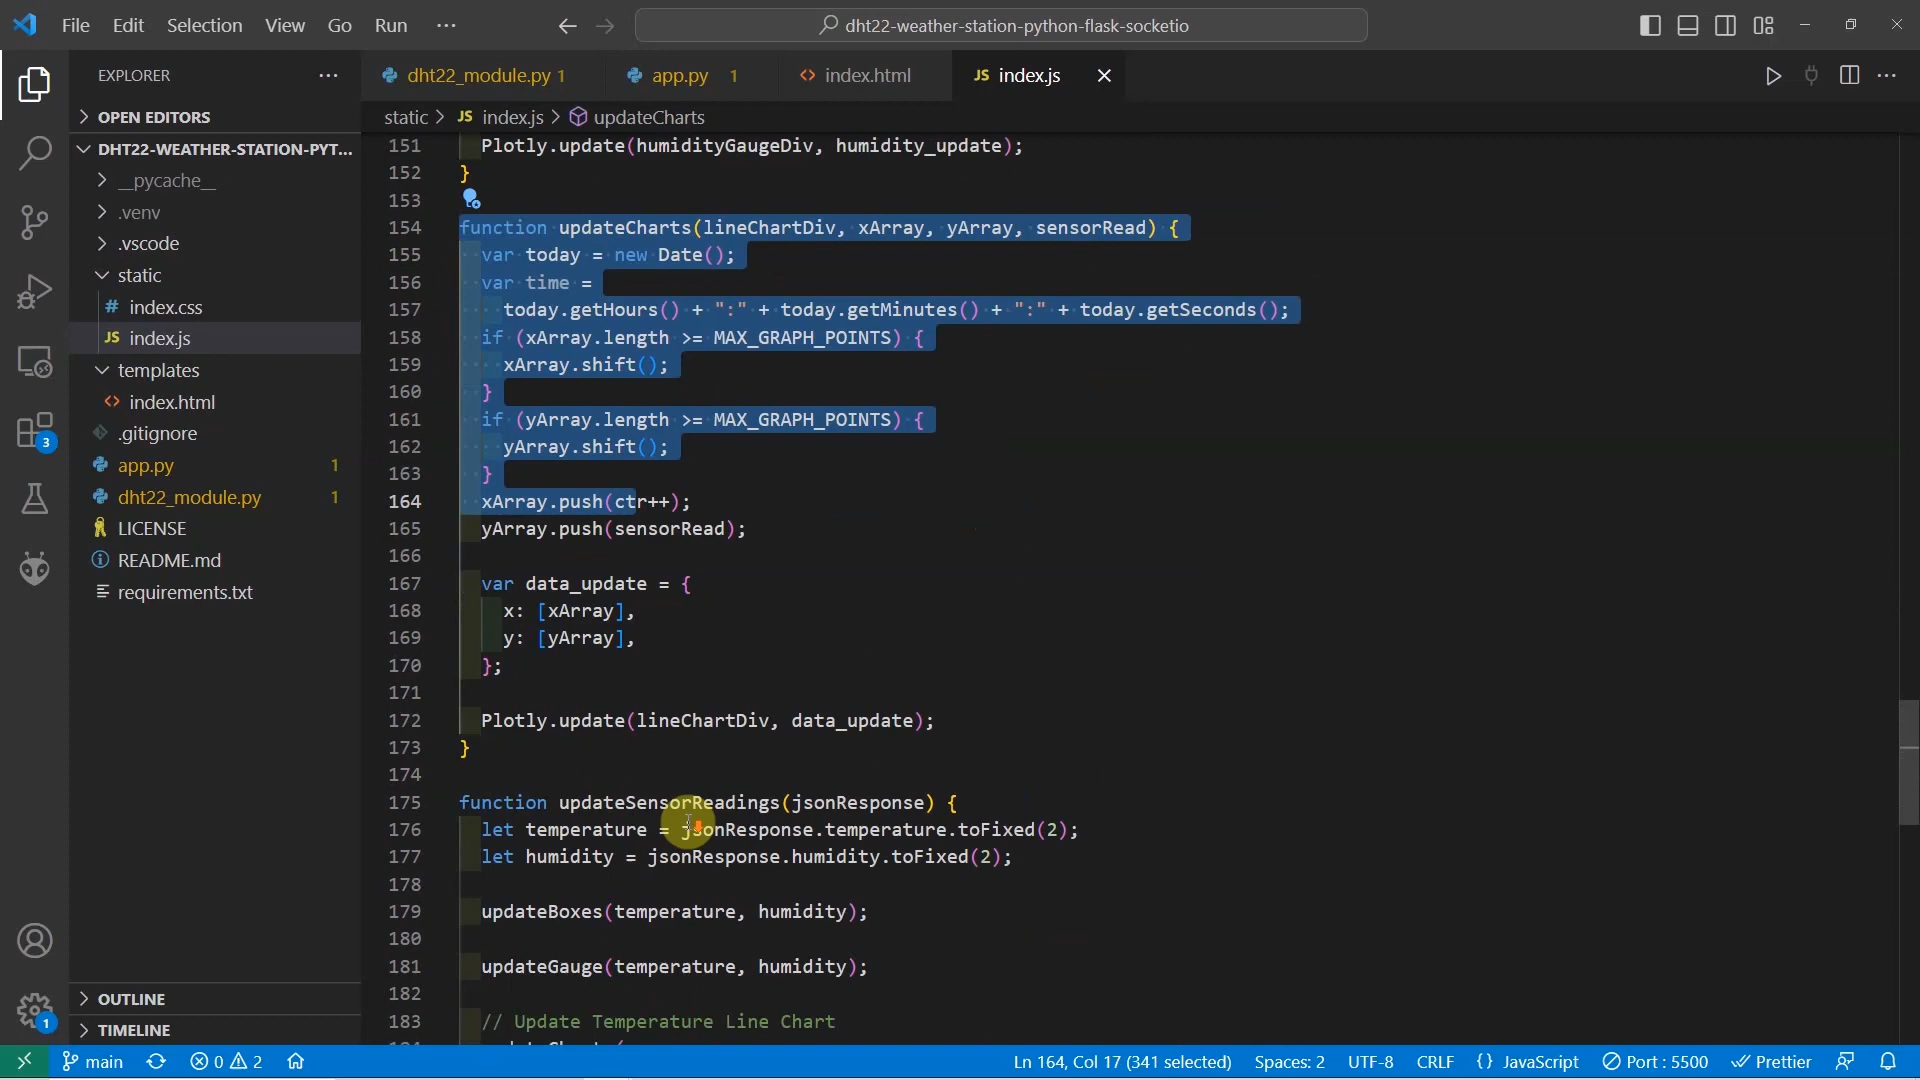 File Edit Selection View Go Run ···
dht22-weather-station-python-flask-socketio
EXPLORER ···
dht22_module.py 1
app.py 1
index.html
JS index.js
OPEN EDITORS
static > JS index.js > updateCharts
DHT22-WEATHER-STATION-PYT...
__pycache__
.venv
.vscode
static
# index.css
JS index.js
templates
<> index.html
.gitignore
app.py 1
dht22_module.py 1
LICENSE
README.md
requirements.txt
OUTLINE
TIMELINE
3
1
151 Plotly.update(humidityGaugeDiv, humidity_update);
152 }
153
154 function updateCharts(lineChartDiv, xArray, yArray, sensorRead) {
155 var today = new Date();
156 var time =
157 today.getHours() + ":" + today.getMinutes() + ":" + today.getSeconds();
158 if (xArray.length >= MAX_GRAPH_POINTS) {
159 xArray.shift();
160 }
161 if (yArray.length >= MAX_GRAPH_POINTS) {
162 yArray.shift();
163 }
164 xArray.push(ctr++);
165 yArray.push(sensorRead);
166
167 var data_update = {
168 x: [xArray],
169 y: [yArray],
170 };
171
172 Plotly.update(lineChartDiv, data_update);
173 }
174
175 function updateSensorReadings(jsonResponse) {
176 let temperature = jsonResponse.temperature.toFixed(2);
177 let humidity = jsonResponse.humidity.toFixed(2);
178
179 updateBoxes(temperature, humidity);
180
181 updateGauge(temperature, humidity);
182
183 // Update Temperature Line Chart
main 0 2 Ln 164, Col 17 (341 selected) Spaces: 2 UTF-8 CRLF {} JavaScript Port : 5500 Prettier